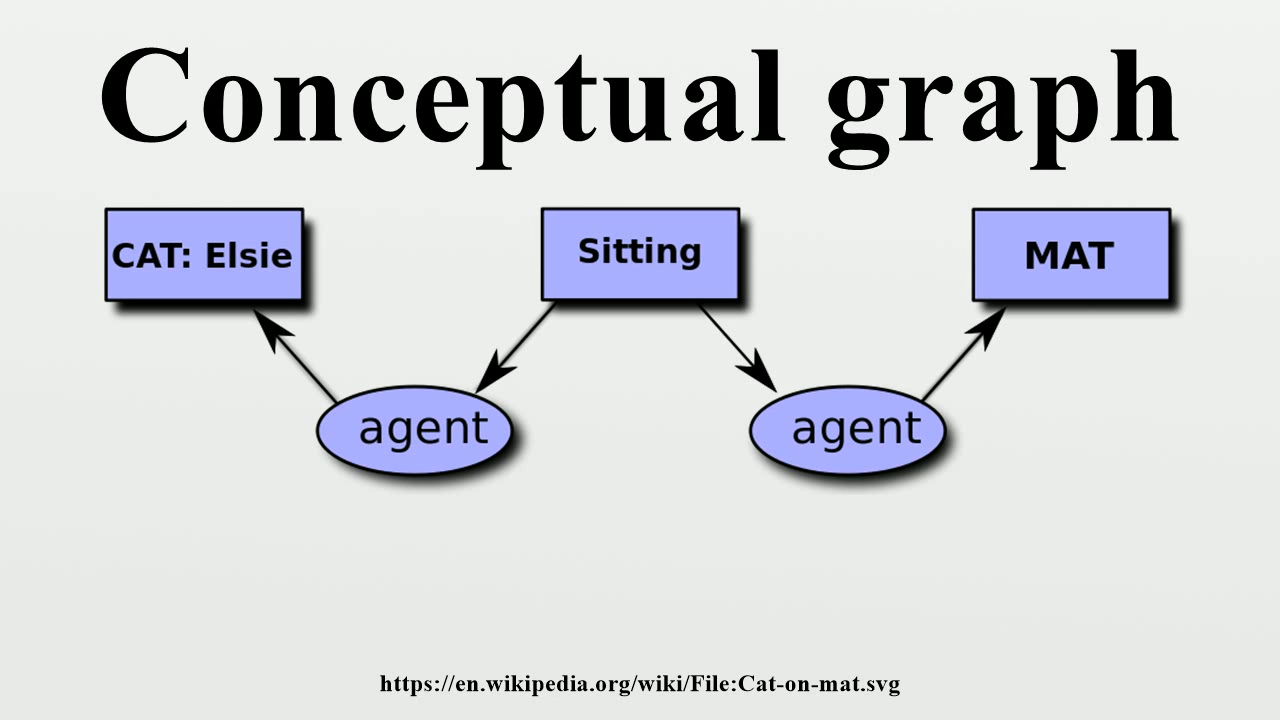 Conceptual graph
CAT: Elsie
Sitting
MAT
agent
agent
https://en.wikipedia.org/wiki/File:Cat-on-mat.svg